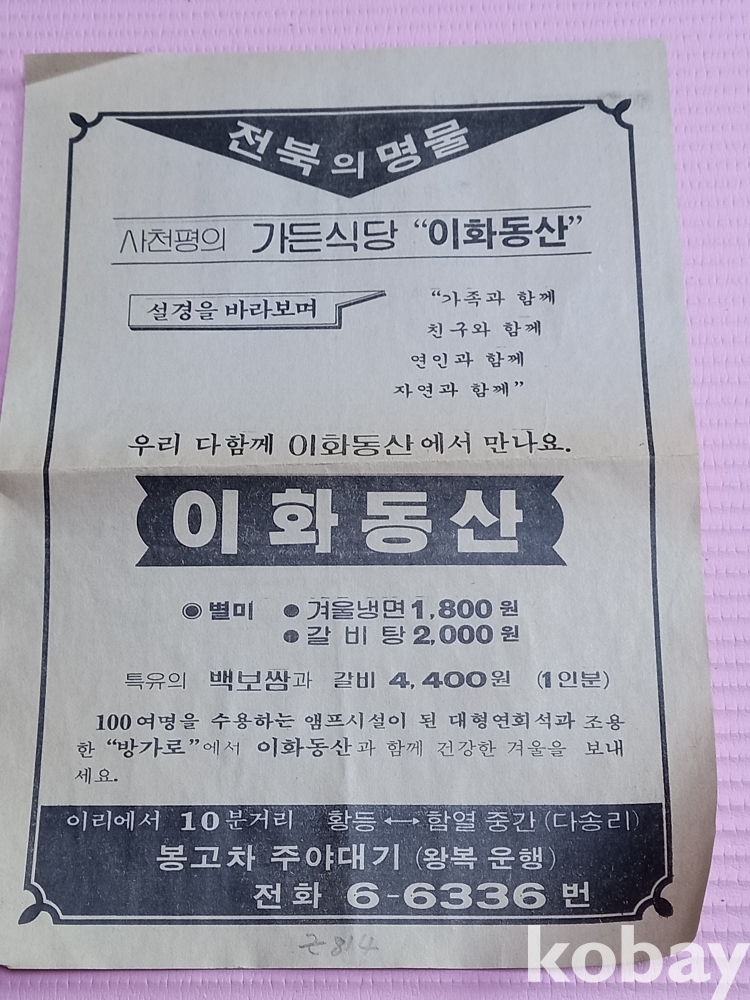 전북의명물
사천평의 가든식당 “이화동산”
설경을 바라보며
“가족과 함께
친구와 함께
연인과 함께
자연과 함께”
우리 다함께 이화동산에서 만나요.
이화동산
◉ 별미 ● 겨울냉면 1,800원
● 갈비탕 2,000원
특유의 백보쌈과 갈비 4,400원 (1인분)
100여명을 수용하는 앰프시설이 된 대형연회석과 조용
한 “방가로”에서 이화동산과 함께 건강한 겨울을 보내
세요.
이리에서 10분거리 황등 ↔ 함열 중간 (다송리)
봉고차 주야대기 (왕복 운행)
전화 6-6336번
kobay